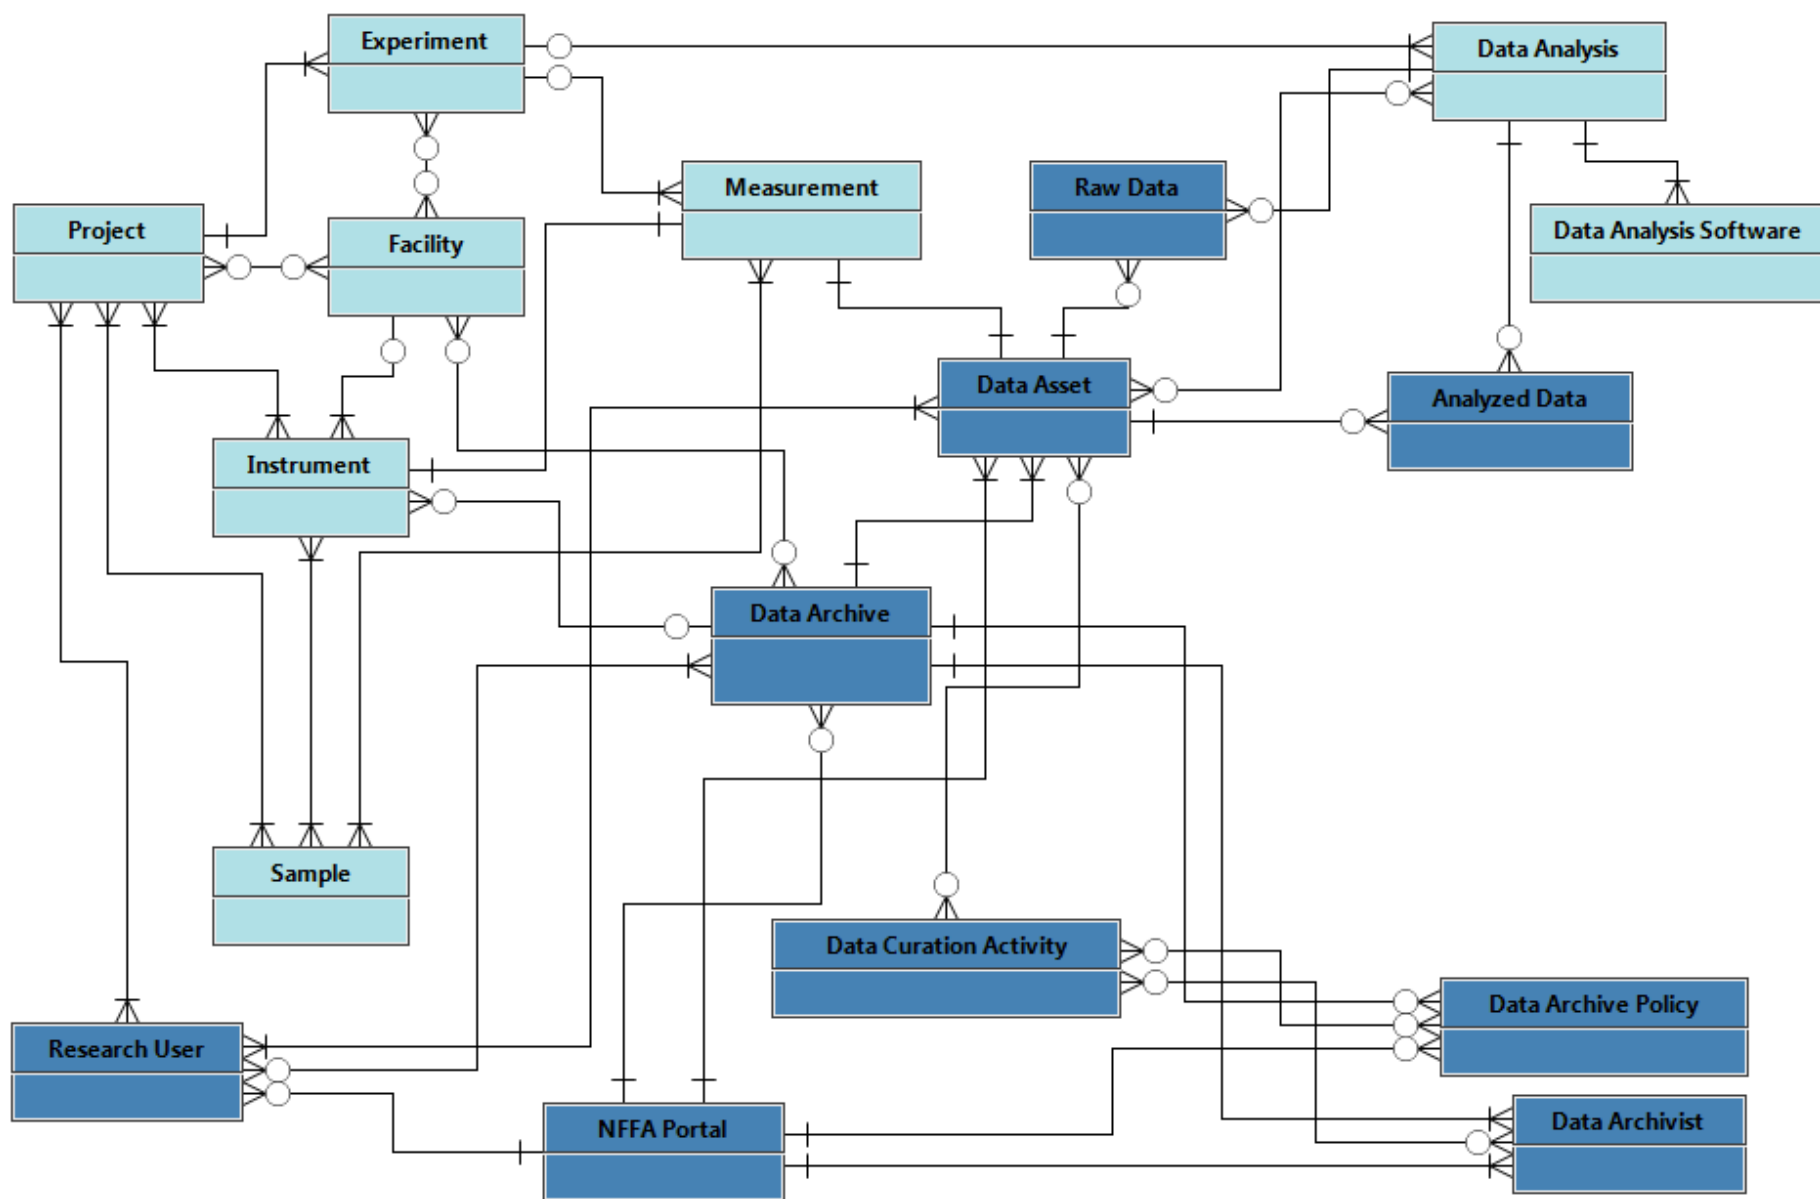 Experiment
Data Analysis
Measurement
Raw Data
Project
Facility
Data Analysis Software
Data Asset
Analyzed Data
Instrument
Data Archive
Sample
Data Curation Activity
Data Archive Policy
Research User
NFFA Portal
Data Archivist